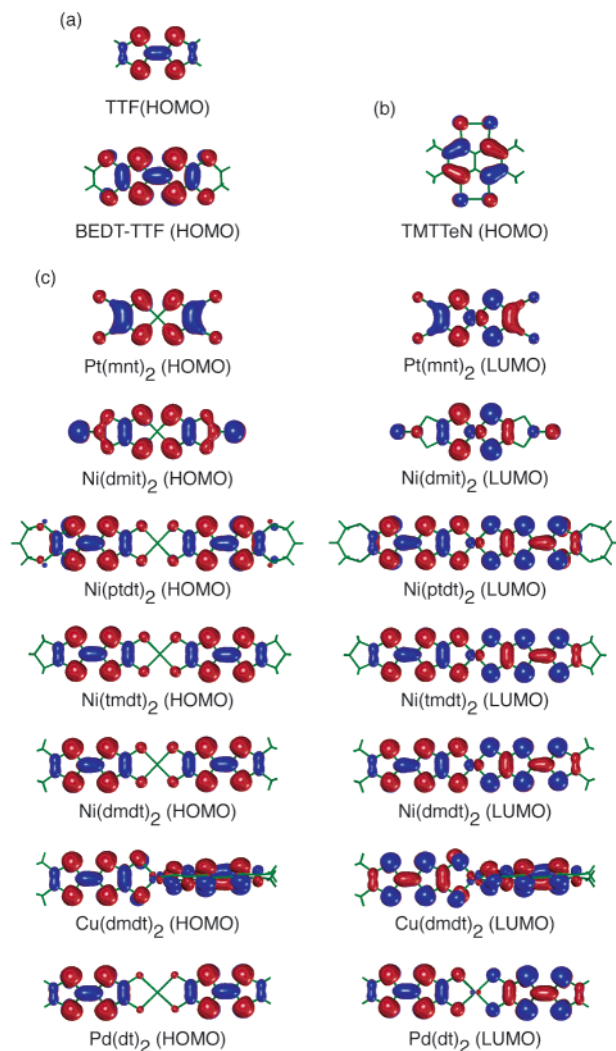 (a)
TTF(HOMO)
(b)
BEDT-TTF (HOMO)
TMTTeN (HOMO)
(c)
Pt(mnt)2 (HOMO)
Pt(mnt)2 (LUMO)
Ni(dmit)2 (HOMO)
Ni(dmit)2 (LUMO)
Ni(ptdt)2 (HOMO)
Ni(ptdt)2 (LUMO)
Ni(tmdt)2 (HOMO)
Ni(tmdt)2 (LUMO)
Ni(dmdt)2 (HOMO)
Ni(dmdt)2 (LUMO)
Cu(dmdt)2 (HOMO)
Cu(dmdt)2 (LUMO)
Pd(dt)2 (HOMO)
Pd(dt)2 (LUMO)